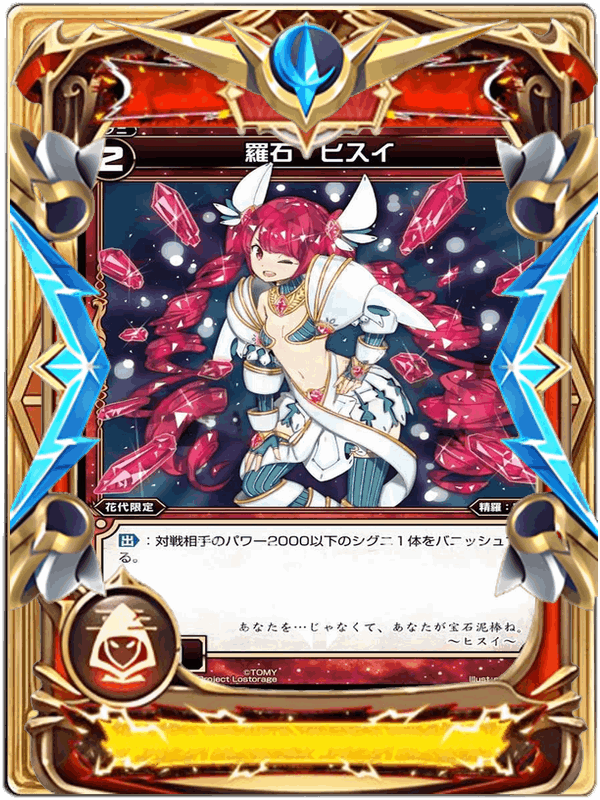 2
羅石 ヒスイ
花代限定
精羅:
出:対戦相手のパワー2000以下のシグニ1体をバニッシュ
る。
あなたを…じゃなくて、あなたが宝石泥棒ね。
~ヒスイ~
©TOMY
Project Lostorage
Illust: